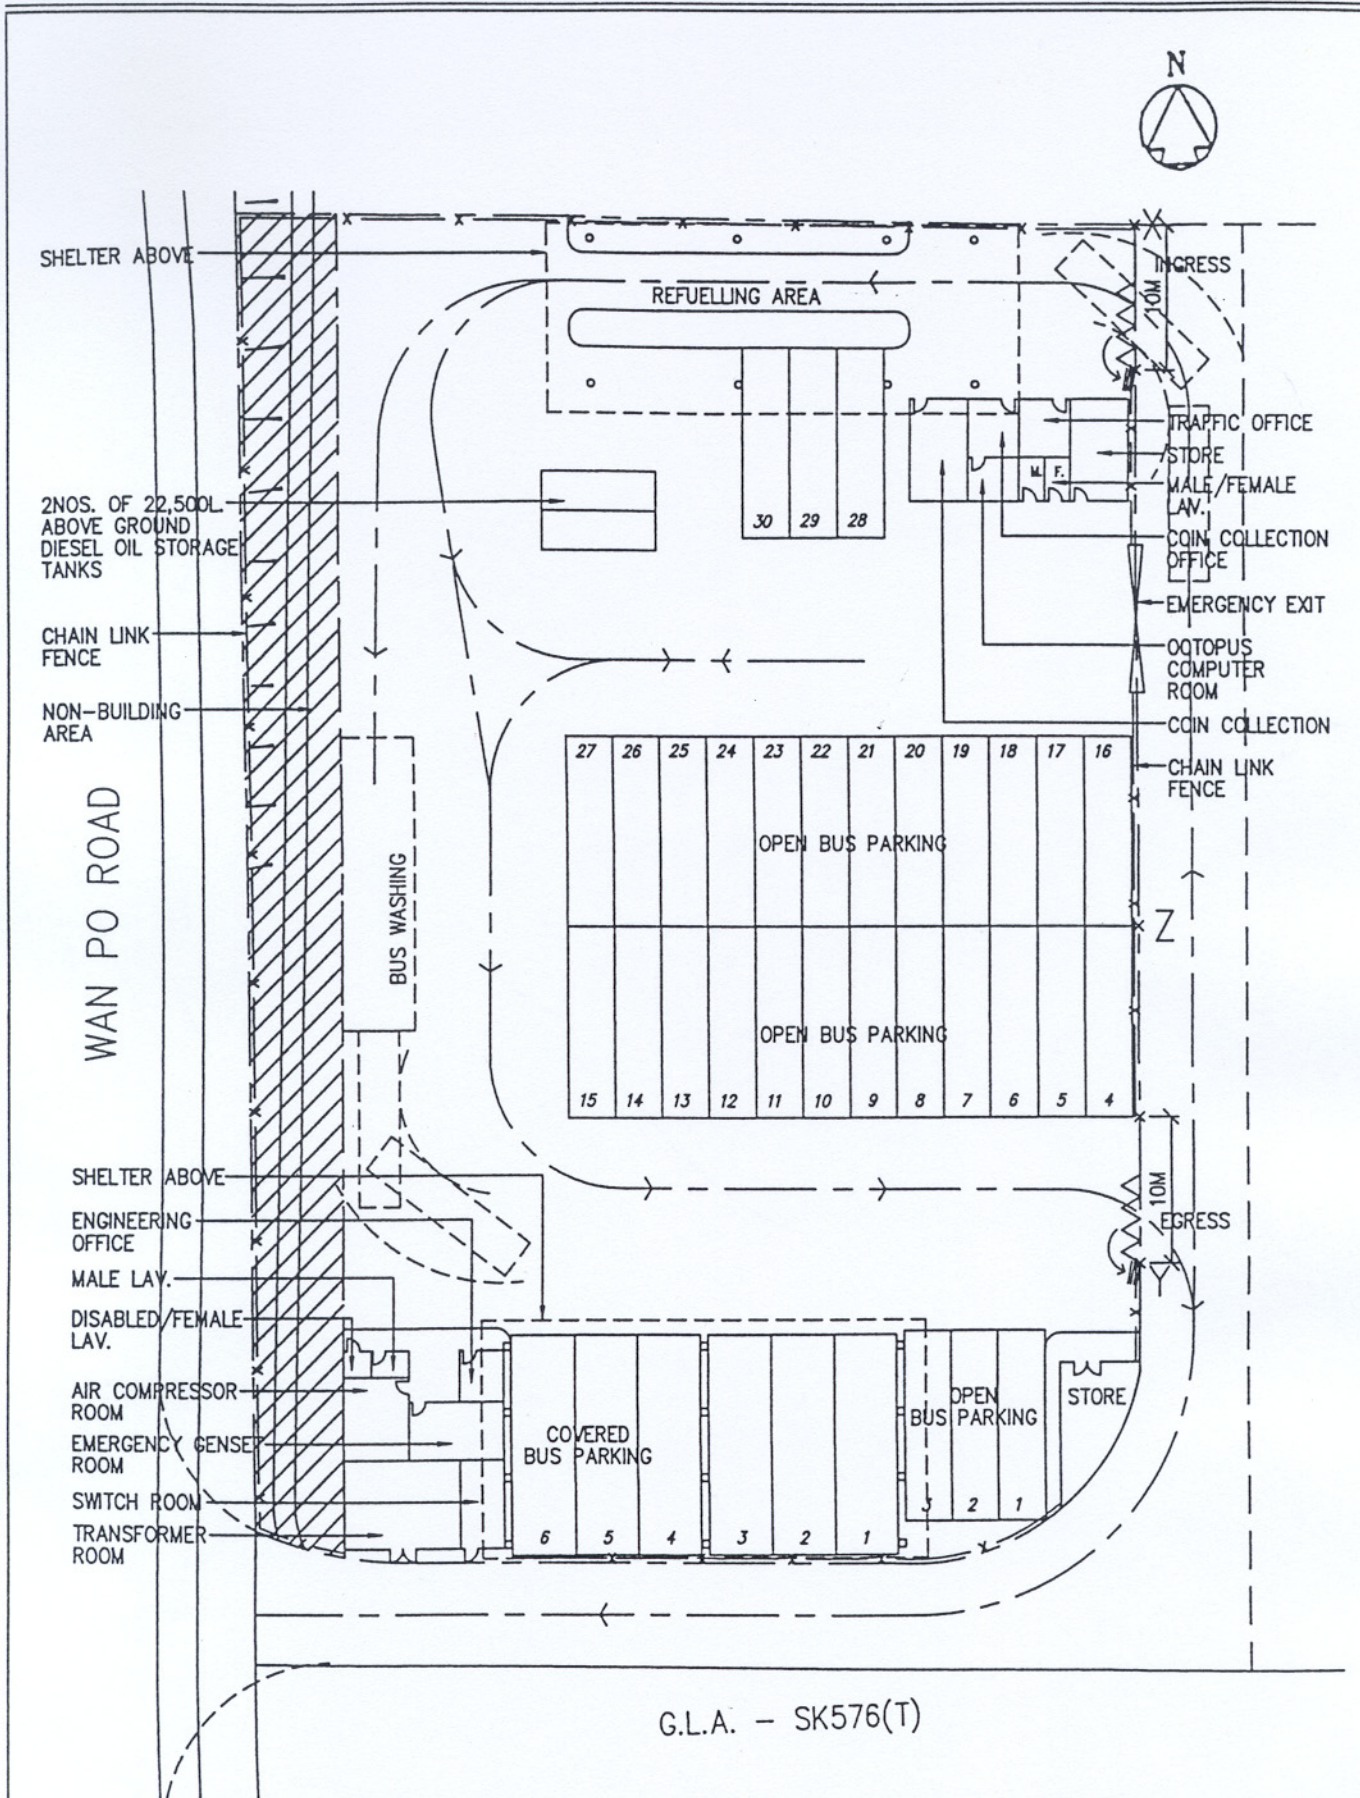 N
SHELTER ABOVE
INGRESS
10M
REFUELLING AREA
TRAFFIC OFFICE
STORE
M. F.
MALE/FEMALE
LAV.
2NOS. OF 22,500L.
ABOVE GROUND
DIESEL OIL STORAGE
TANKS
30 29 28
COIN COLLECTION
OFFICE
EMERGENCY EXIT
CHAIN LINK
FENCE
OCTOPUS
COMPUTER
ROOM
NON-BUILDING
AREA
COIN COLLECTION
27 26 25 24 23 22 21 20 19 18 17 16
CHAIN LINK
FENCE
WAN PO ROAD
OPEN BUS PARKING
BUS WASHING
Z
OPEN BUS PARKING
15 14 13 12 11 10 9 8 7 6 5 4
SHELTER ABOVE
10M
ENGINEERING
OFFICE
EGRESS
MALE LAV.
Y
DISABLED/FEMALE
LAV.
AIR COMPRESSOR
ROOM
OPEN
BUS PARKING
STORE
EMERGENCY GENSET
ROOM
COVERED
BUS PARKING
SWITCH ROOM
3 2 1
TRANSFORMER
ROOM
6 5 4 3 2 1
G.L.A. - SK576(T)
X